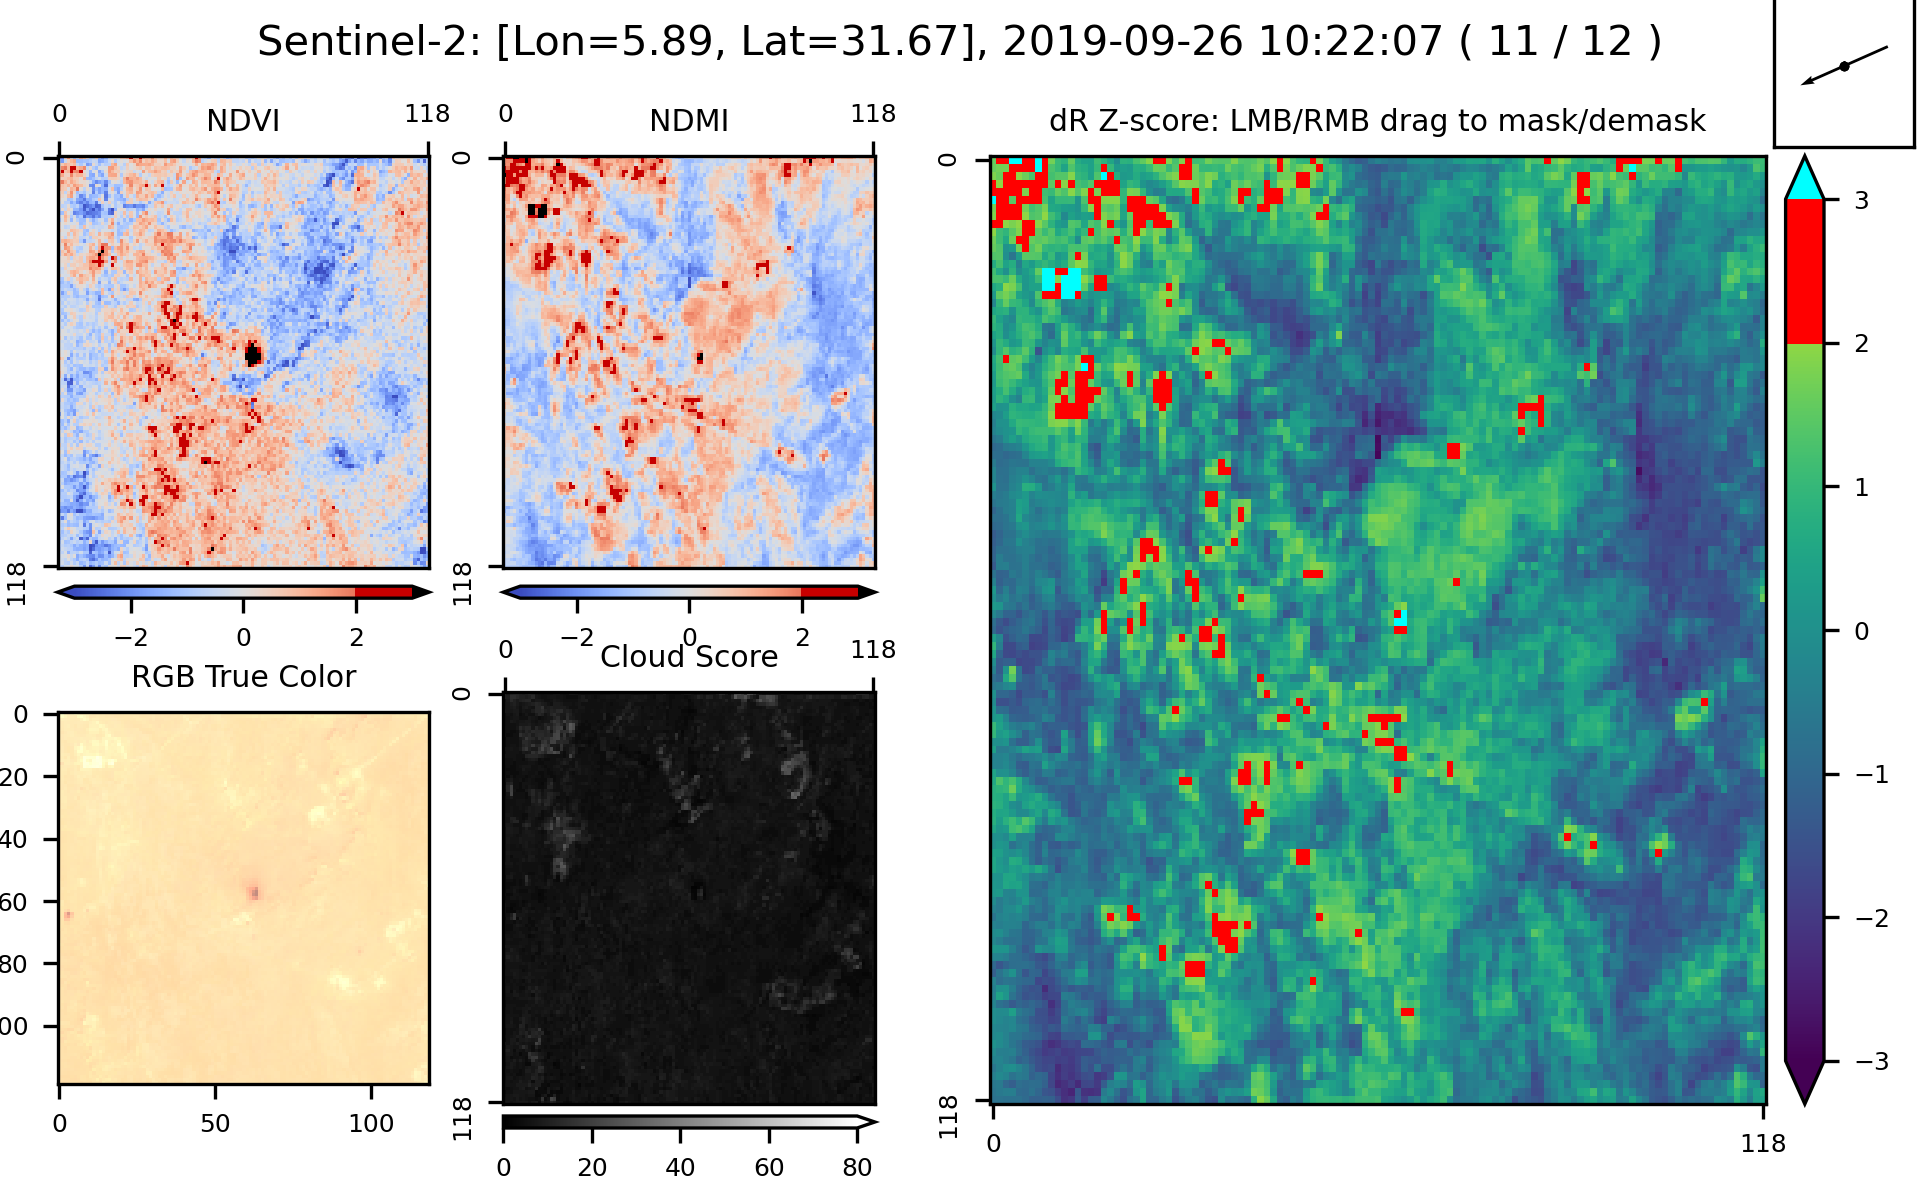 Sentinel-2: [Lon=5.89, Lat=31.67], 2019-09-26 10:22:07 ( 11 / 12 )
0 NDVI 118
0 NDMI 118
dR Z-score: LMB/RMB drag to mask/demask
0
0
0
3
2
1
0
−1
−2
−3
118
118
−2 0 2
−2 0 2
RGB True Color
0 Cloud Score 118
0
0
20
40
60
80
00
118
118
0 50 100
0 20 40 60 80
0 118